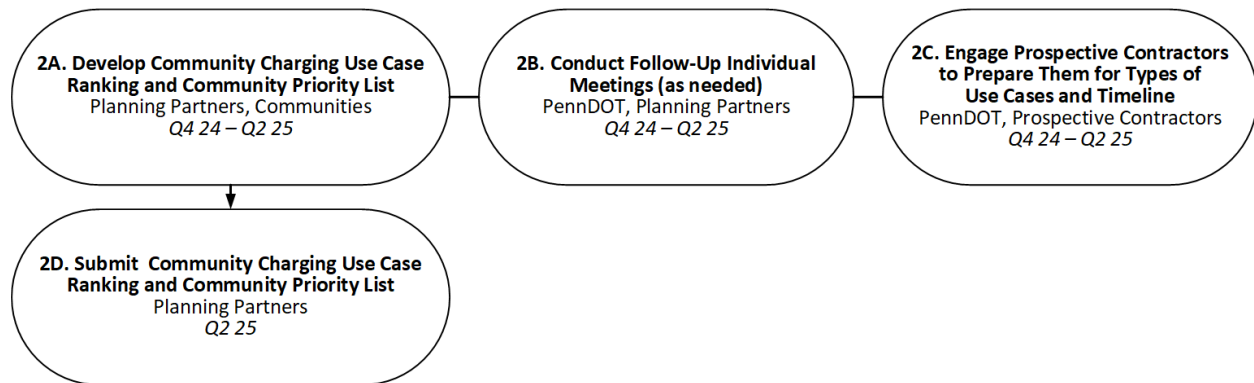 2A. Develop Community Charging Use Case
Ranking and Community Priority List
Planning Partners, Communities
Q4 24 – Q2 25
2B. Conduct Follow-Up Individual
Meetings (as needed)
PennDOT, Planning Partners
Q4 24 – Q2 25
2C. Engage Prospective Contractors
to Prepare Them for Types of
Use Cases and Timeline
PennDOT, Prospective Contractors
Q4 24 – Q2 25
2D. Submit  Community Charging Use Case
Ranking and Community Priority List
Planning Partners
Q2 25